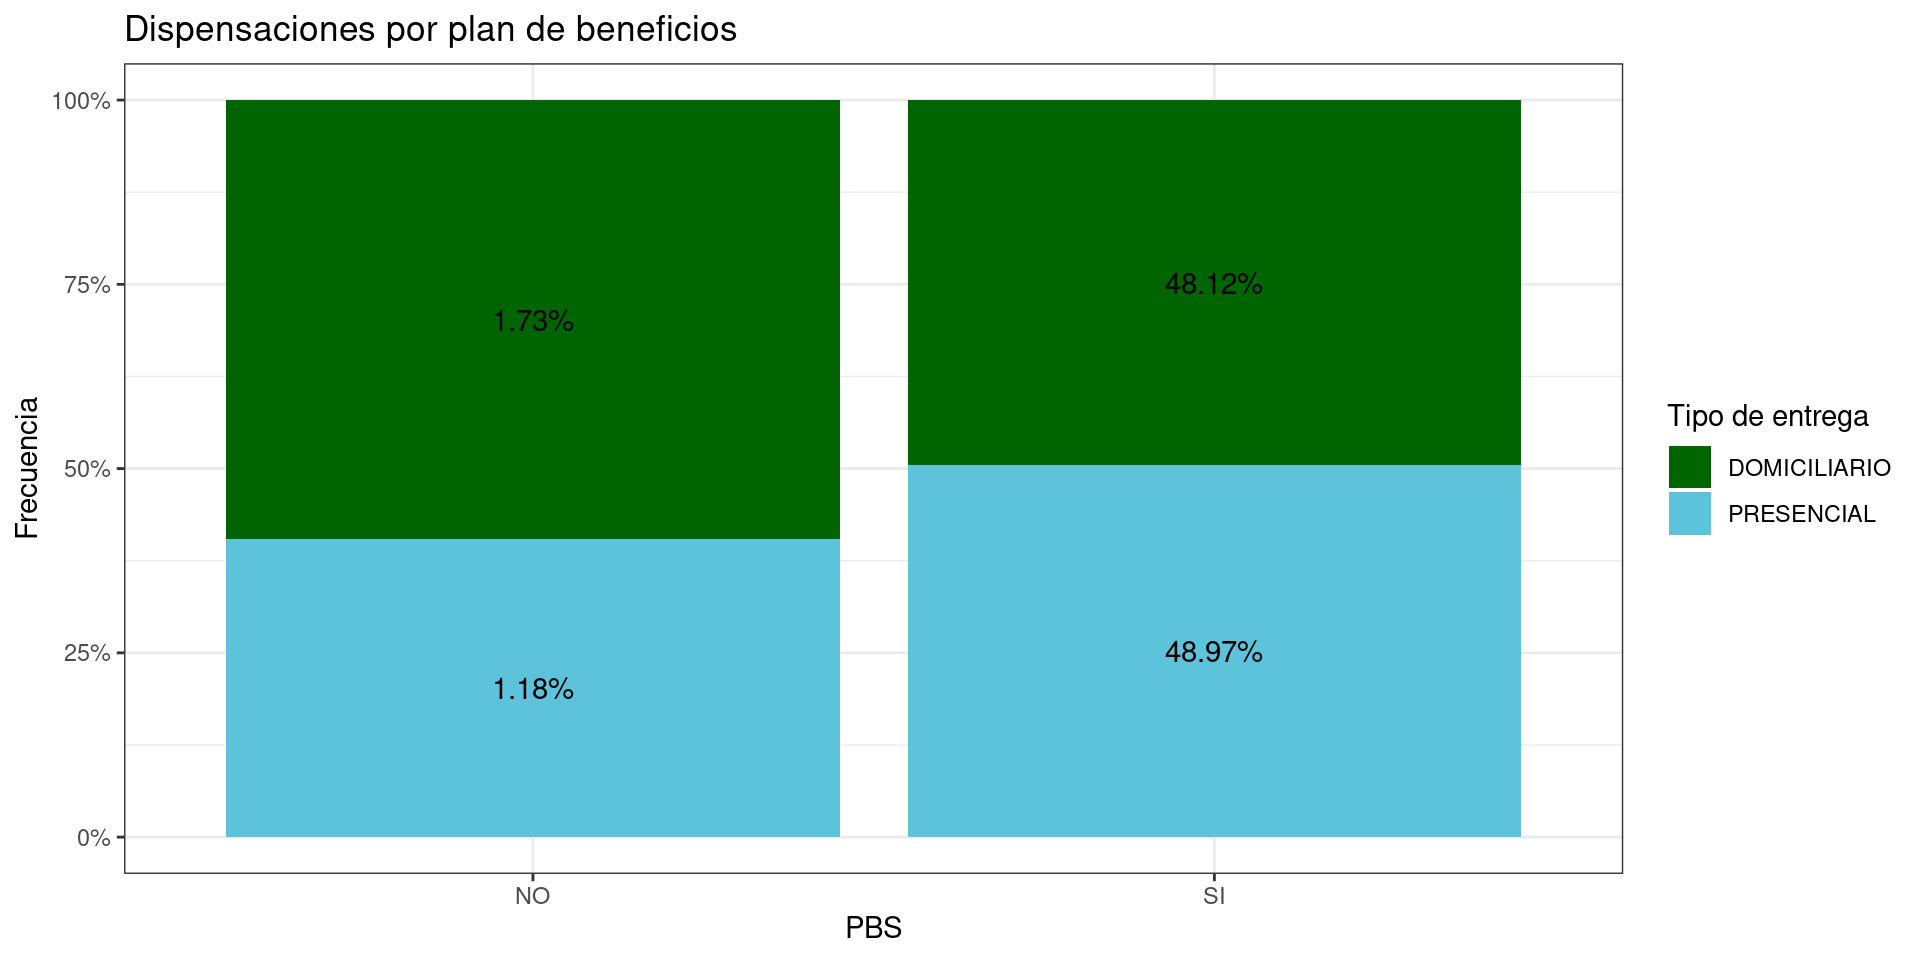 Dispensaciones por plan de beneficios
Frecuencia
100%
75%
50%
25%
0%
1.73%
1.18%
48.12%
48.97%
NO
SI
PBS
Tipo de entrega
DOMICILIARIO
PRESENCIAL